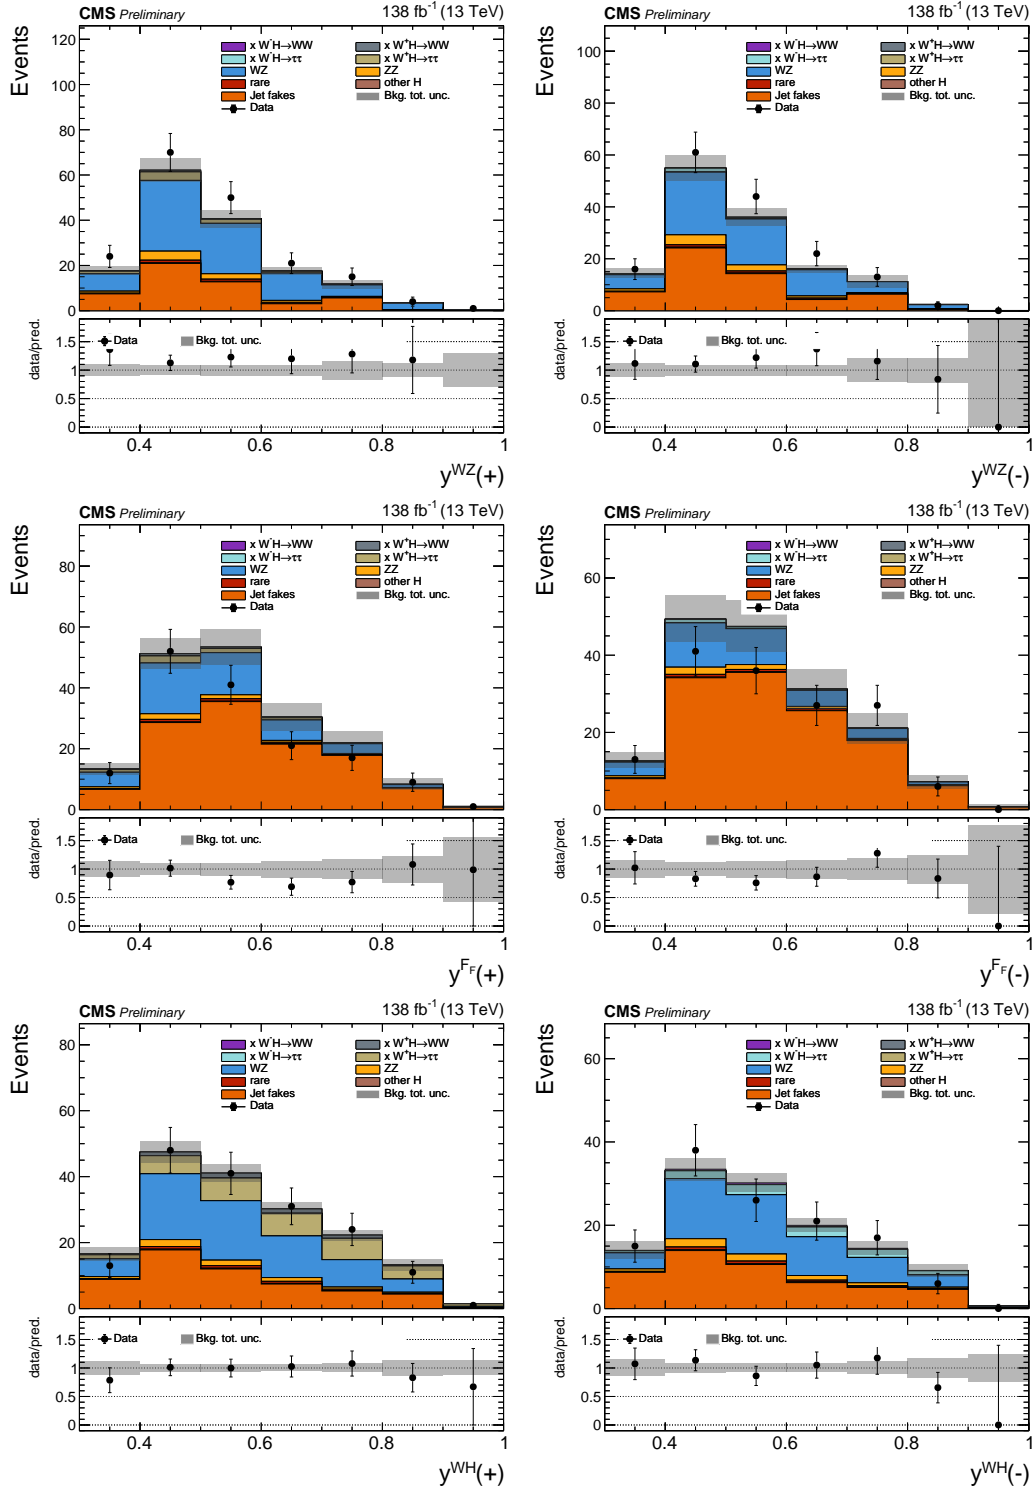 CMS Preliminary 138 fb-1 (13 TeV)
Events
120
100
80
60
40
20
0
x W-H→WW x W+H→WW
x W-H→ττ x W+H→ττ
WZ ZZ
rare other H
Jet fakes Bkg. tot. unc.
Data
data/pred.
1.5
1
0.5
0
Data Bkg. tot. unc.
0.4 0.6 0.8 1
yWZ(+)
CMS Preliminary 138 fb-1 (13 TeV)
Events
100
80
60
40
20
0
x W-H→WW x W+H→WW
x W-H→ττ x W+H→ττ
WZ ZZ
rare other H
Jet fakes Bkg. tot. unc.
Data
data/pred.
1.5
1
0.5
0
Data Bkg. tot. unc.
0.4 0.6 0.8 1
yWZ(-)
CMS Preliminary 138 fb-1 (13 TeV)
Events
80
60
40
20
0
x W-H→WW x W+H→WW
x W-H→ττ x W+H→ττ
WZ ZZ
rare other H
Jet fakes Bkg. tot. unc.
Data
data/pred.
1.5
1
0.5
0
Data Bkg. tot. unc.
0.4 0.6 0.8 1
yFF(+)
CMS Preliminary 138 fb-1 (13 TeV)
Events
60
40
20
0
x W-H→WW x W+H→WW
x W-H→ττ x W+H→ττ
WZ ZZ
rare other H
Jet fakes Bkg. tot. unc.
Data
data/pred.
1.5
1
0.5
0
Data Bkg. tot. unc.
0.4 0.6 0.8 1
yFF(-)
CMS Preliminary 138 fb-1 (13 TeV)
Events
80
60
40
20
0
x W-H→WW x W+H→WW
x W-H→ττ x W+H→ττ
WZ ZZ
rare other H
Jet fakes Bkg. tot. unc.
Data
data/pred.
1.5
1
0.5
0
Data Bkg. tot. unc.
0.4 0.6 0.8 1
yWH(+)
CMS Preliminary 138 fb-1 (13 TeV)
Events
60
40
20
0
x W-H→WW x W+H→WW
x W-H→ττ x W+H→ττ
WZ ZZ
rare other H
Jet fakes Bkg. tot. unc.
Data
data/pred.
1.5
1
0.5
0
Data Bkg. tot. unc.
0.4 0.6 0.8 1
yWH(-)